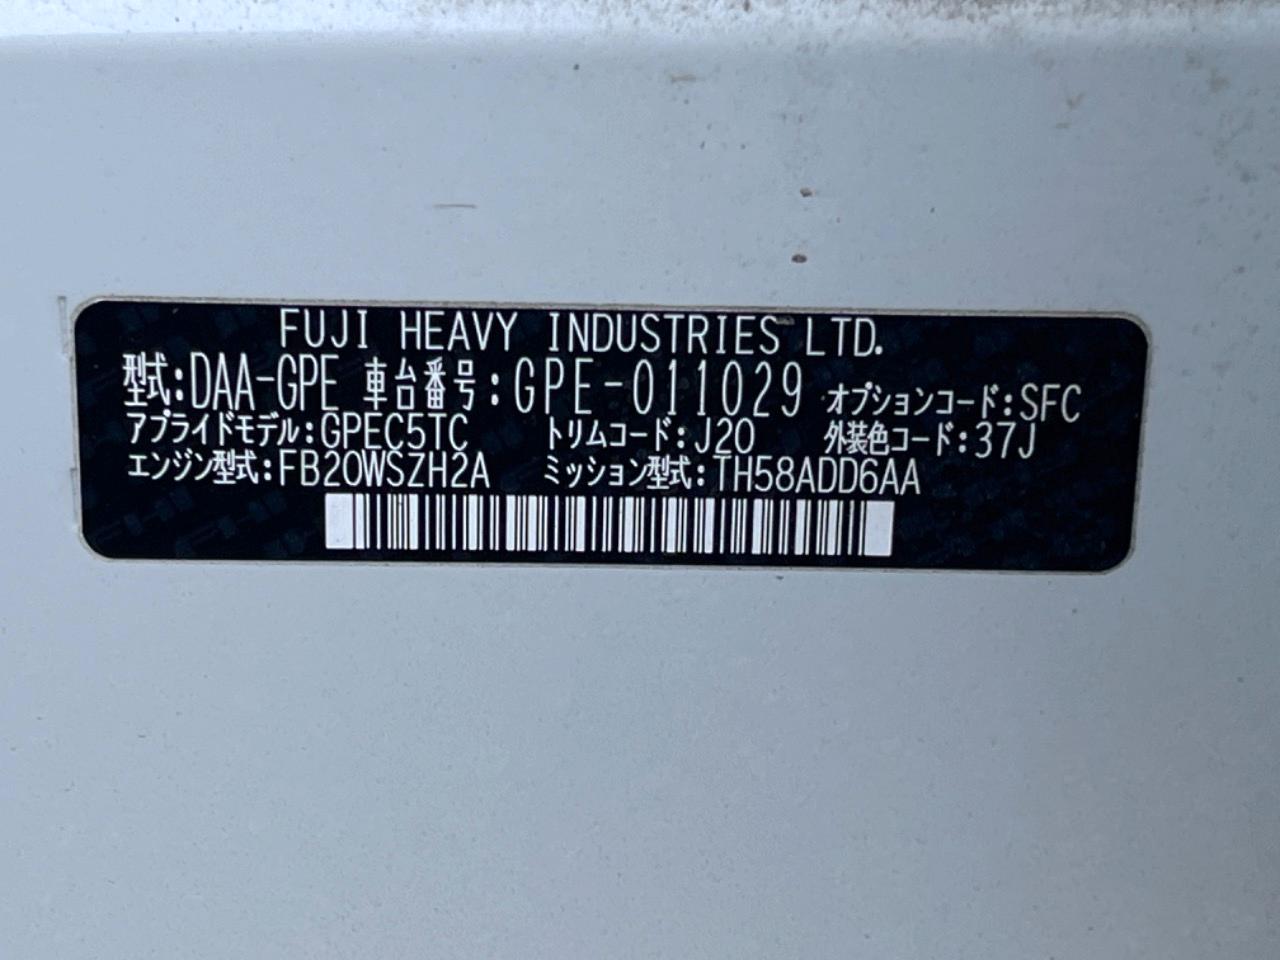 FUJI HEAVY INDUSTRIES LTD.
型式:DAA-GPE 車台番号:GPE-011029 オプションコード:SFC
アプライドモデル:GPEC5TC トリムコード:J20 外装色コード:37J
エンジン型式:FB20WSZH2A ミッション型式:TH58ADD6AA